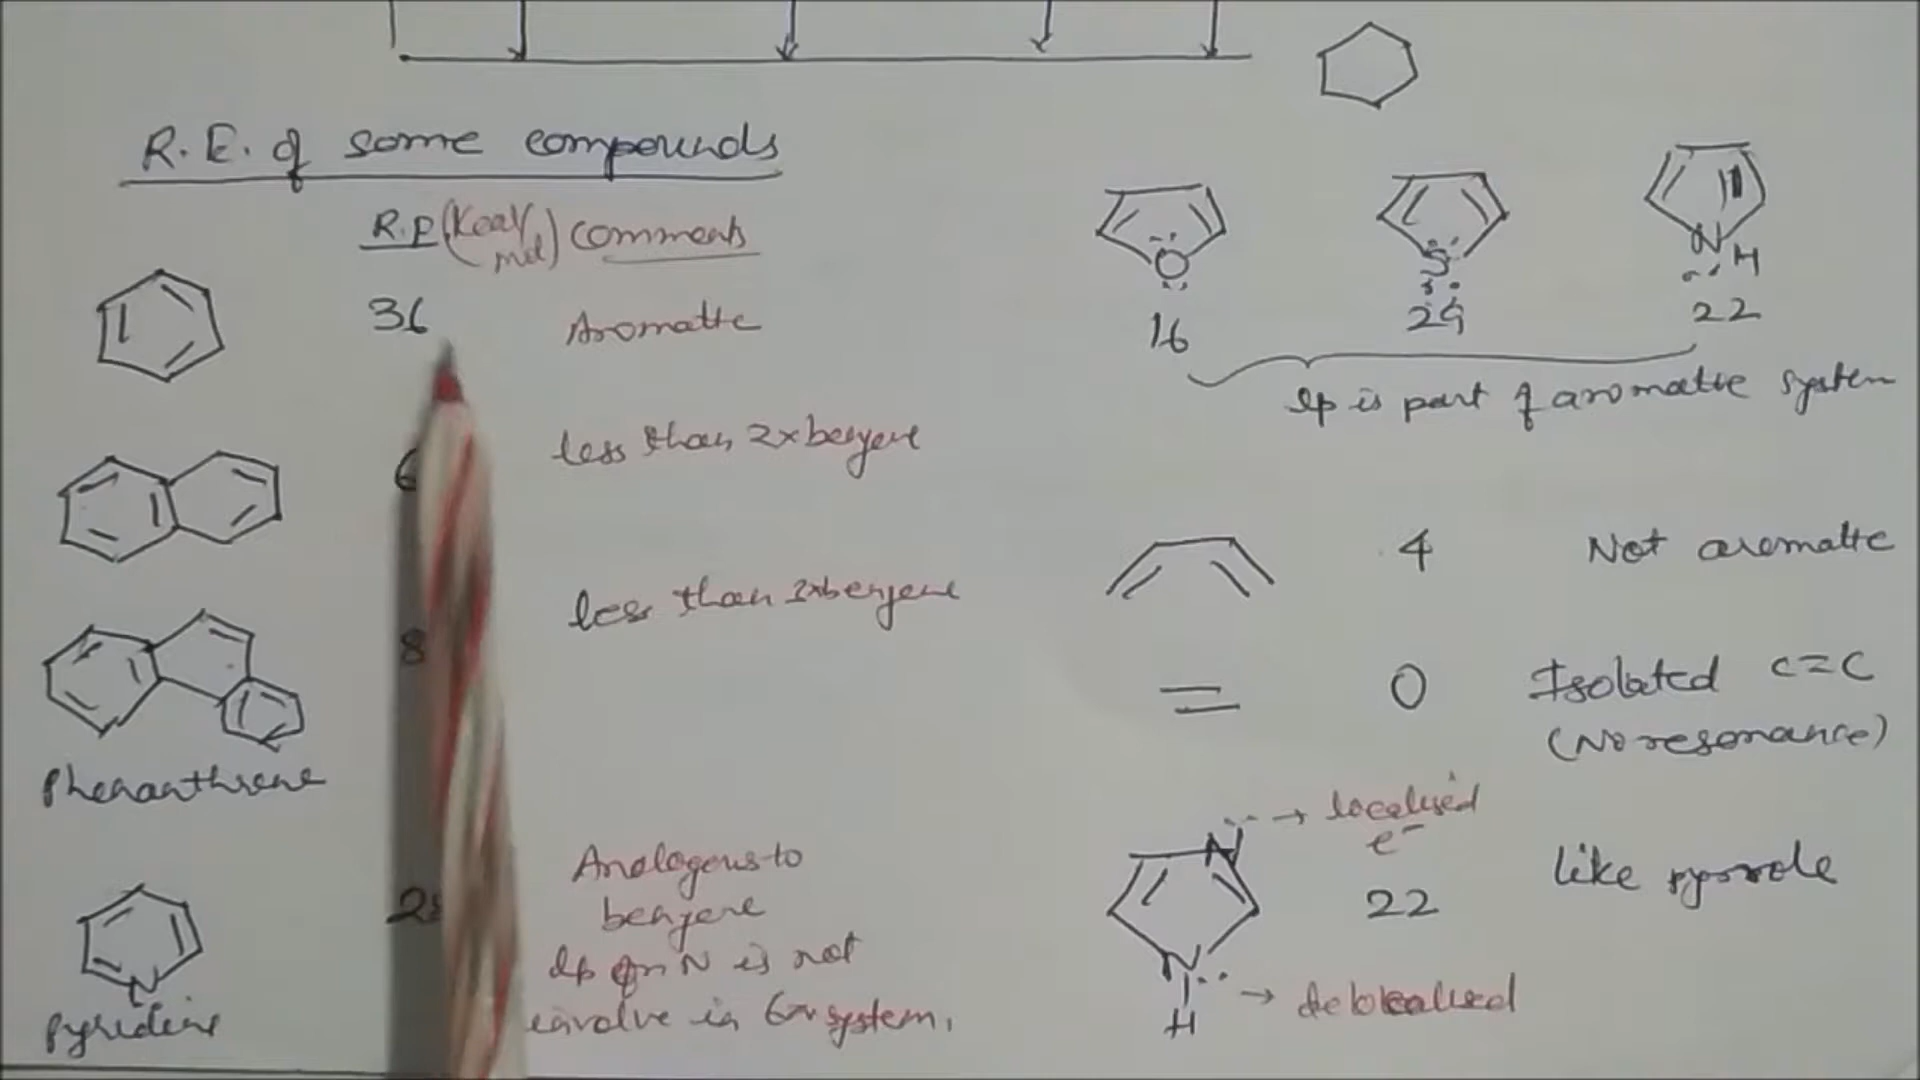 R.E. of some compounds
R.E (Kcal/mol) comments
36 Aromatic
less than 2x benzene
less than 3x benzene
Phenanthrene
Analogous to
benzene
lp on N is not
involve in 6π system.
N
Pyridine
O
S
N H
16
29
22
lp is part of aromatic system
4 Not aromatic
0 Isolated C=C
(No resonance)
N → localised
e-
22 like pyrrole
N
H → delocalised